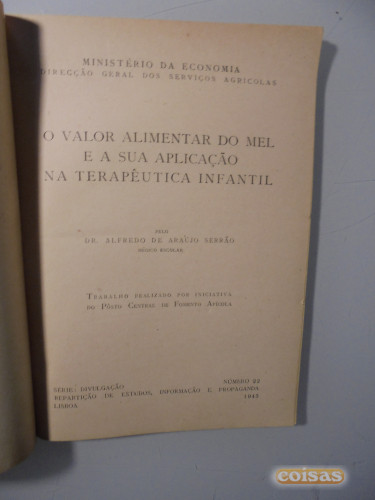 MINISTÉRIO DA ECONOMIA
DIRECÇÃO GERAL DOS SERVIÇOS AGRÍCOLAS
O VALOR ALIMENTAR DO MEL
E A SUA APLICAÇÃO
NA TERAPÊUTICA INFANTIL
PELO
DR. ALFREDO DE ARAÚJO SERRÃO
MÉDICO ESCOLAR
TRABALHO REALIZADO POR INICIATIVA
DO PÔSTO CENTRAL DE FOMENTO APÍCOLA
SÉRIE: DIVULGAÇÃO
NÚMERO
REPARTIÇÃO DE ESTUDOS, INFORMAÇÃO E PROPAGANDA
LISBOA
coisas